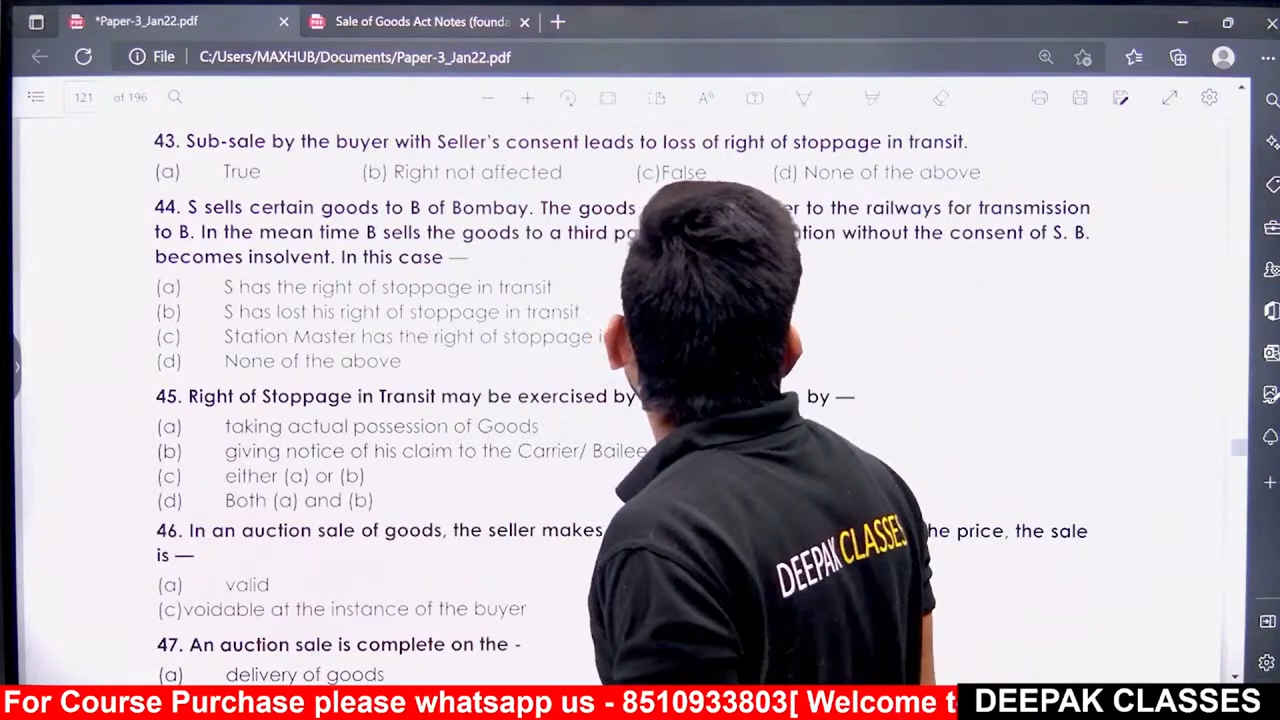 *Paper-3_Jan22.pdf
Sale of Goods Act Notes (founda
File
C:/Users/MAXHUB/Documents/Paper-3_Jan22.pdf
121 of 196
43. Sub-sale by the buyer with Seller's consent leads to loss of right of stoppage in transit.
(a) True (b) Right not affected (c)False (d) None of the above
44. S sells certain goods to B of Bombay. The goods er to the railways for transmission
to B. In the mean time B sells the goods to a third pa ation without the consent of S. B.
becomes insolvent. In this case —
(a) S has the right of stoppage in transit
(b) S has lost his right of stoppage in transit
(c) Station Master has the right of stoppage i
(d) None of the above
45. Right of Stoppage in Transit may be exercised by by —
(a) taking actual possession of Goods
(b) giving notice of his claim to the Carrier/ Bailee
(c) either (a) or (b)
(d) Both (a) and (b)
46. In an auction sale of goods, the seller makes he price, the sale
is —
(a) valid
(c)voidable at the instance of the buyer
47. An auction sale is complete on the -
(a) delivery of goods
DEEPAK CLASSES
For Course Purchase please whatsapp us - 8510933803[ Welcome t
DEEPAK CLASSES